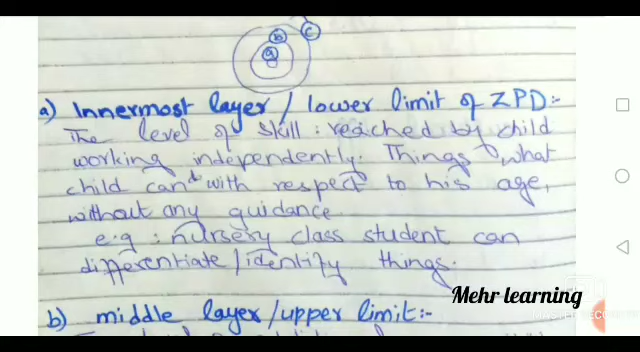 b
c
a
a) Innermost layer / lower limit of ZPD:-
The level of skill : reached by child
working independently. Things what
child can with respect to his age,
without any guidance.
e.g : nursery class student can
differentiate/identify things.
Mehr learning
b) middle layer/upper limit:-